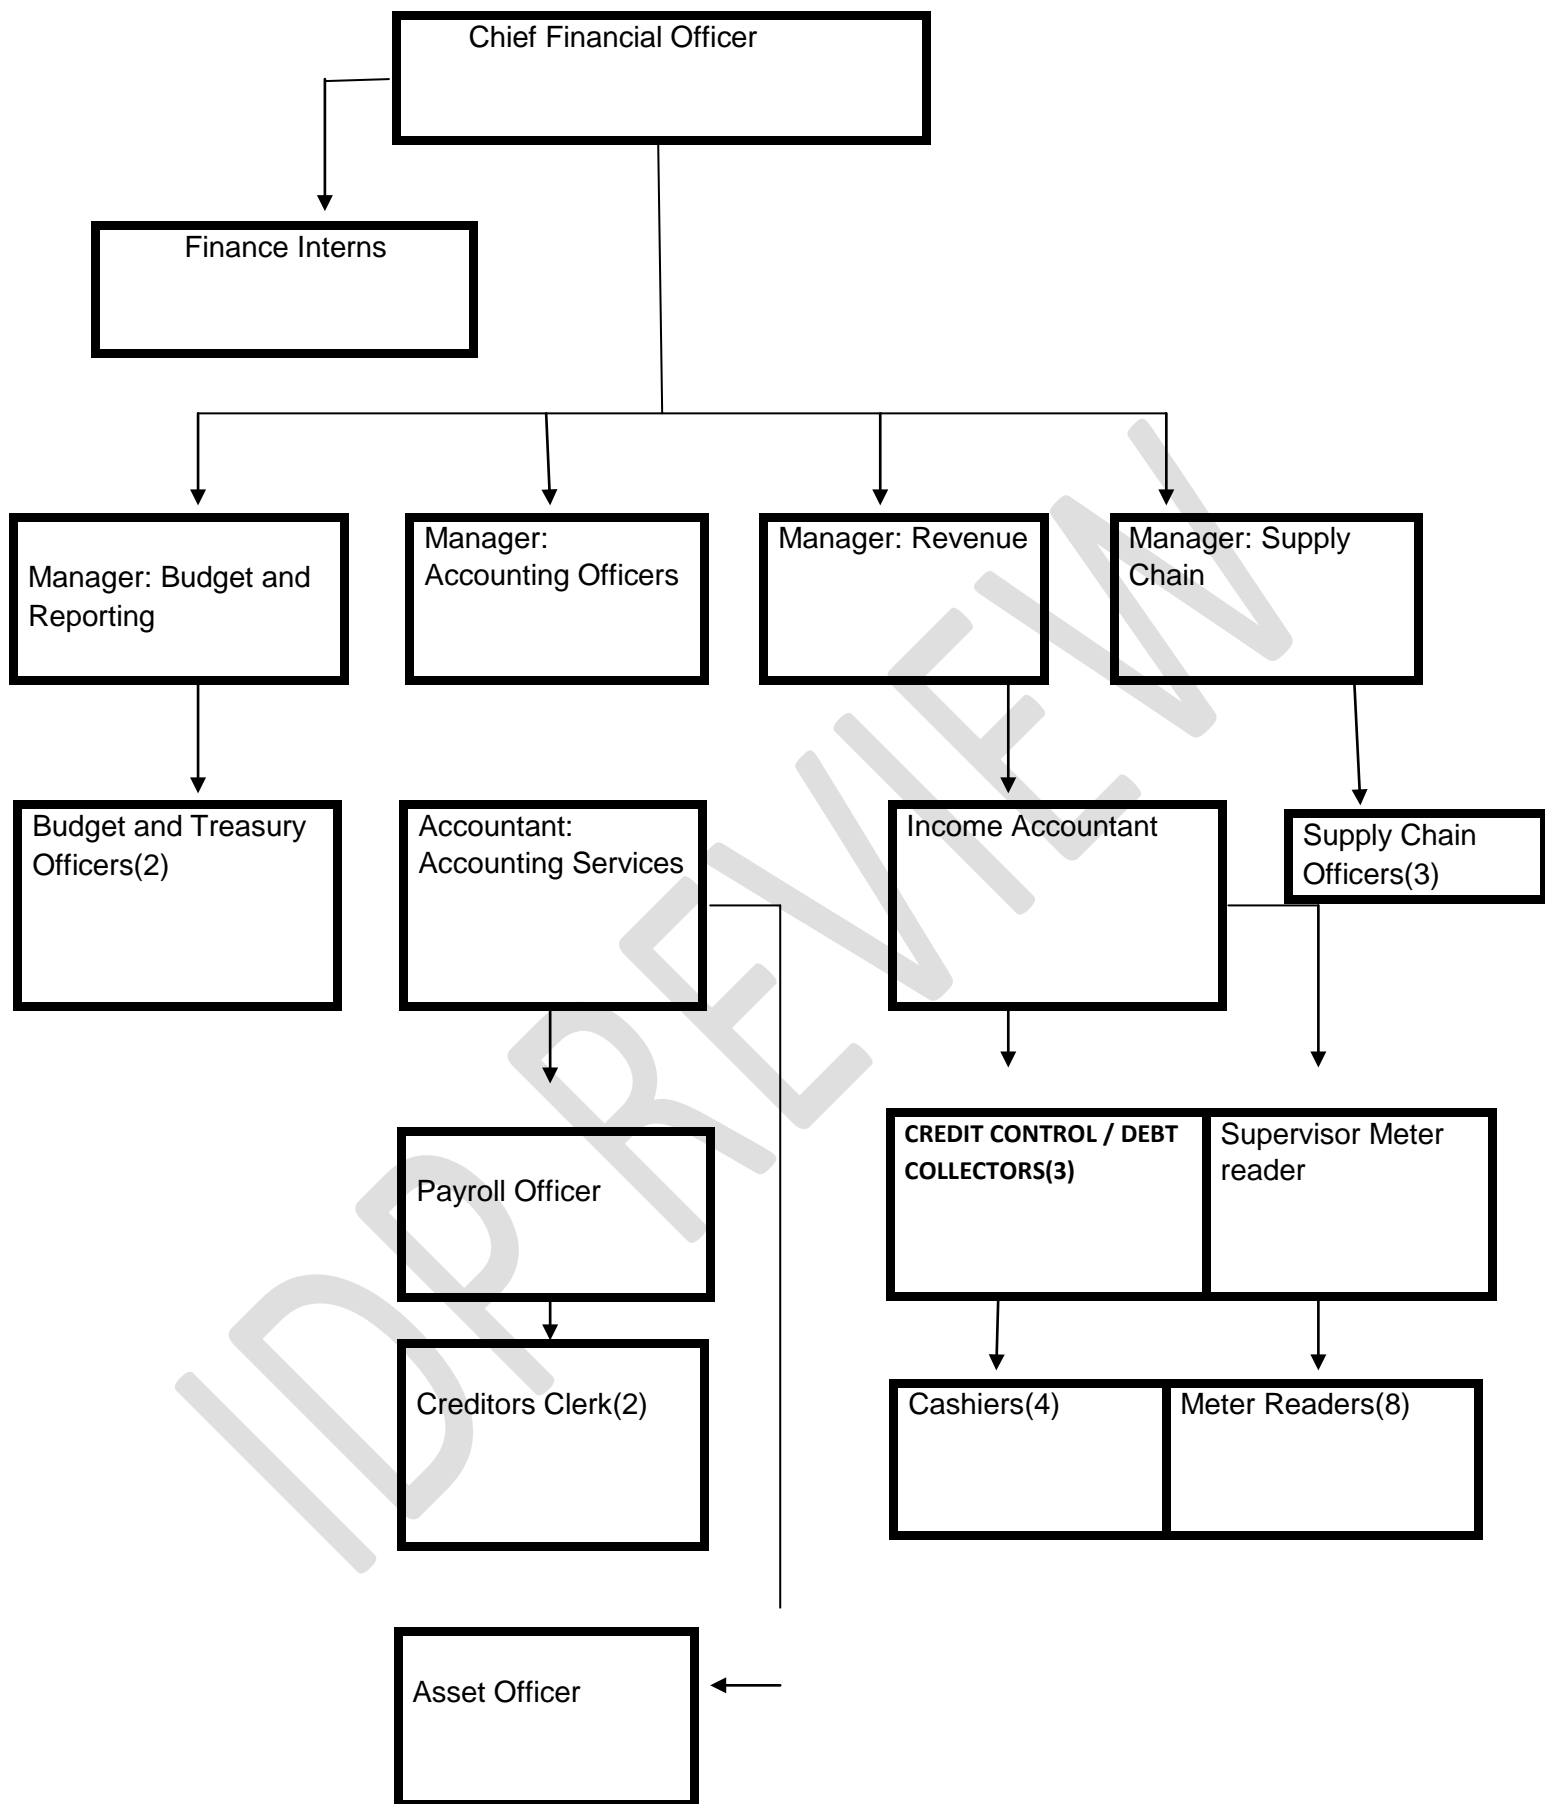 Chief Financial Officer
Finance Interns
Manager: Budget and
Reporting
Manager:
Accounting Officers
Manager: Revenue
Manager: Supply
Chain
Budget and Treasury
Officers(2)
Accountant:
Accounting Services
Income Accountant
Supply Chain
Officers(3)
Payroll Officer
CREDIT CONTROL / DEBT
COLLECTORS(3)
Supervisor Meter
reader
Creditors Clerk(2)
Cashiers(4)
Meter Readers(8)
Asset Officer
IDP REVIEW